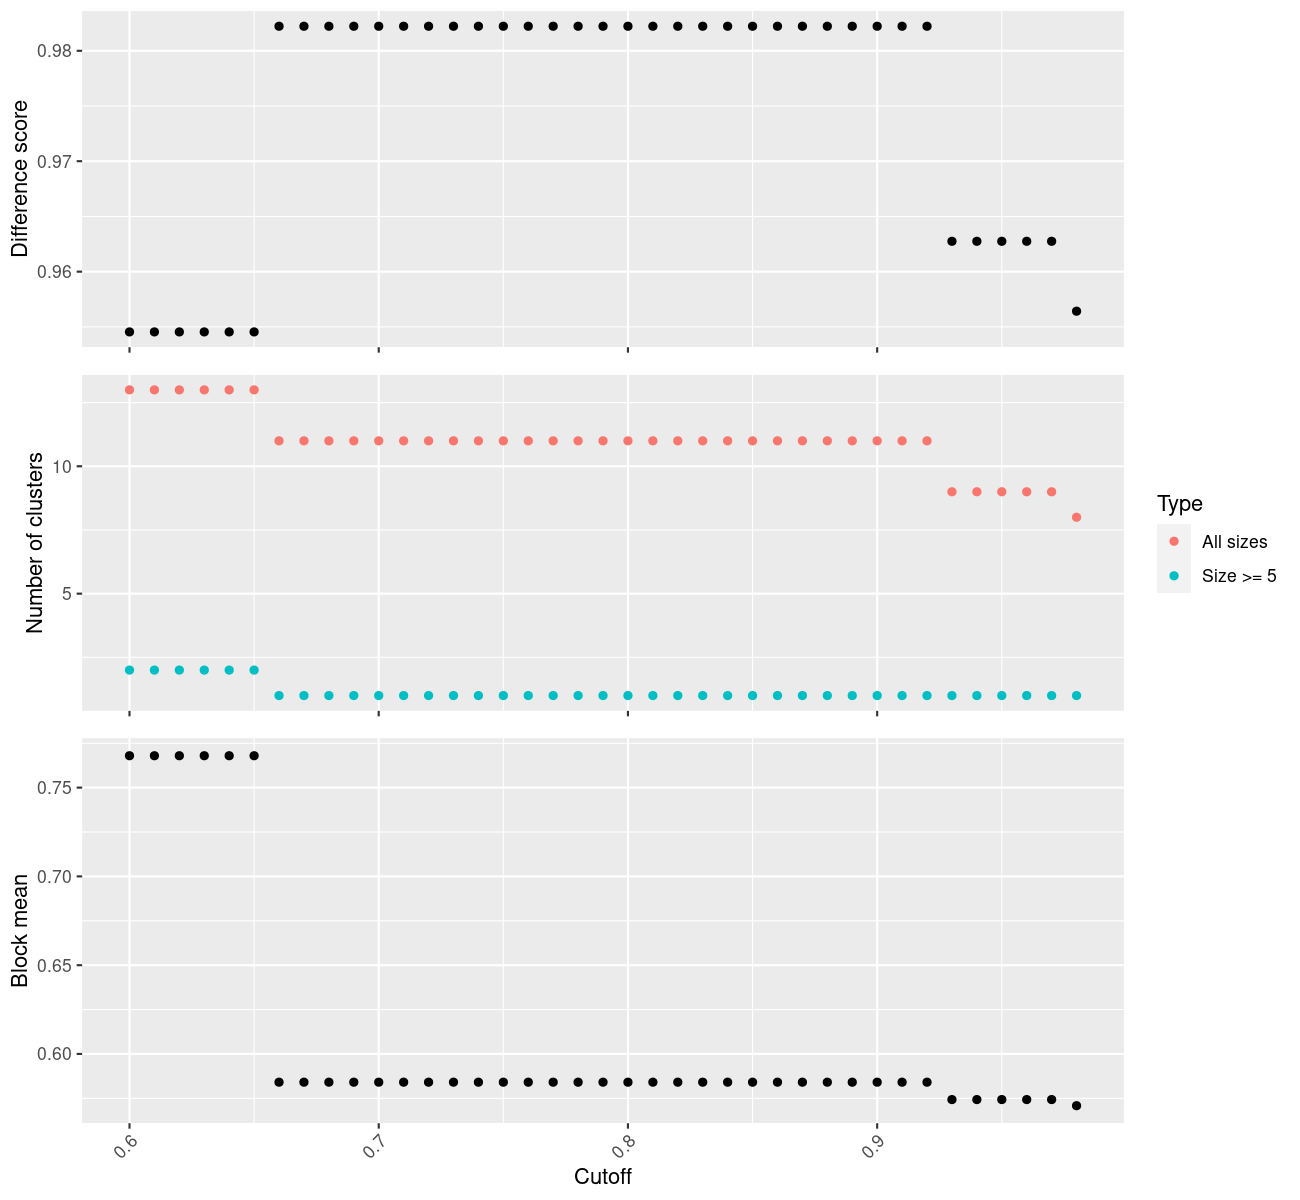 Difference score
0.98
0.97
0.96
Number of clusters
10
5
Type
All sizes
Size >= 5
Block mean
0.75
0.70
0.65
0.60
0.6
0.7
0.8
0.9
Cutoff